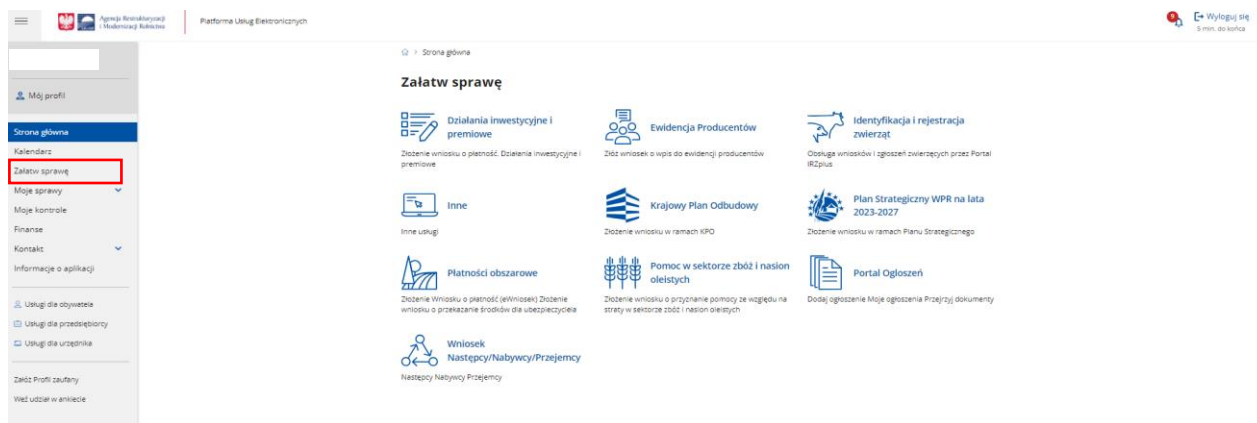 Agencja Restrukturyzacji
i Modernizacji Rolnictwa
Platforma Usług Elektronicznych
9
Wyloguj się
5 min. do końca
Mój profil
Strona główna
Kalendarz
Załatw sprawę
Moje sprawy
Moje kontrole
Finanse
Kontakt
Informacje o aplikacji
Usługi dla obywatela
Usługi dla przedsiębiorcy
Usługi dla urzędnika
Załóż Profil zaufany
Weź udział w ankiecie
Strona główna
Załatw sprawę
Działania inwestycyjne i
premiowe
Złożenie wniosku o płatność. Działania inwestycyjne i
premiowe
Ewidencja Producentów
Złóż wniosek o wpis do ewidencji producentów
Identyfikacja i rejestracja
zwierząt
Obsługa wniosków i zgłoszeń zwierzęcych przez Portal
IRZplus
Inne
Inne usługi
Krajowy Plan Odbudowy
Złożenie wniosku w ramach KPO
Plan Strategiczny WPR na lata
2023-2027
Złożenie wniosku w ramach Planu Strategicznego
Płatności obszarowe
Złożenie Wniosku o płatność (eWniosek) Złożenie
wniosku o przekazanie środków dla ubezpieczyciela
Pomoc w sektorze zbóż i nasion
oleistych
Złożenie wniosku o przyznanie pomocy ze względu na
straty w sektorze zbóż i nasion oleistych
Portal Ogłoszeń
Dodaj ogłoszenie Moje ogłoszenia Przejrzyj dokumenty
Wniosek
Następcy/Nabywcy/Przejemcy
Następcy Nabywcy Przejemcy